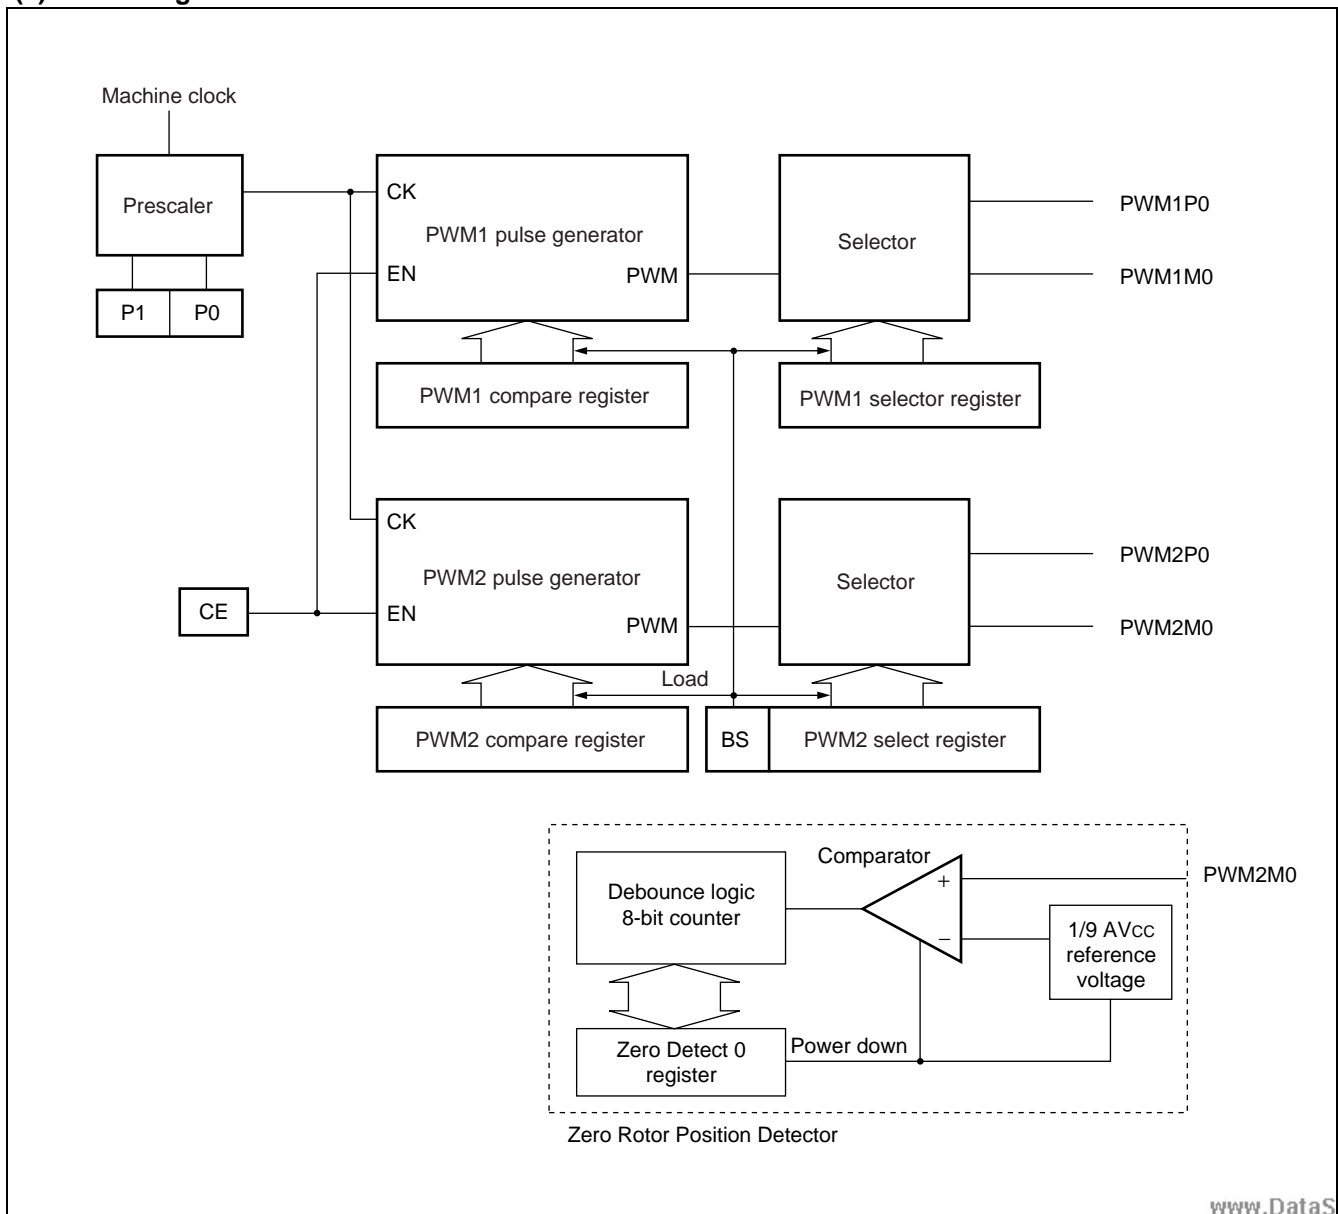 Machine clock
Prescaler
P1 P0
CK
PWM1 pulse generator
EN
PWM
Selector
PWM1P0
PWM1M0
PWM1 compare register
PWM1 selector register
CK
PWM2 pulse generator
EN
PWM
Selector
PWM2P0
PWM2M0
CE
Load
PWM2 compare register
BS
PWM2 select register
Comparator
Debounce logic
8-bit counter
+
−
PWM2M0
1/9 AVCC
reference
voltage
Zero Detect 0
register
Power down
Zero Rotor Position Detector
www.DataS